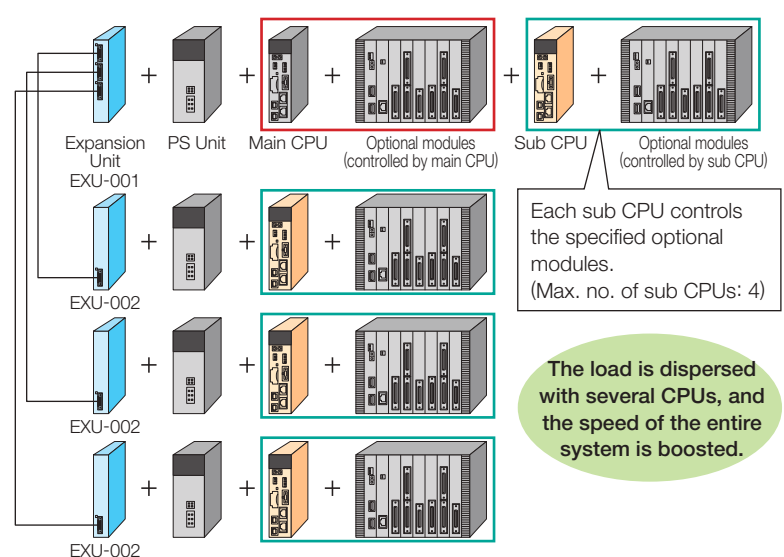 Expansion
Unit
EXU-001
PS Unit
Main CPU
Optional modules
(controlled by main CPU)
Sub CPU
Optional modules
(controlled by sub CPU)
Each sub CPU controls
the specified optional
modules.
(Max. no. of sub CPUs: 4)
EXU-002
EXU-002
The load is dispersed
with several CPUs, and
the speed of the entire
system is boosted.
EXU-002